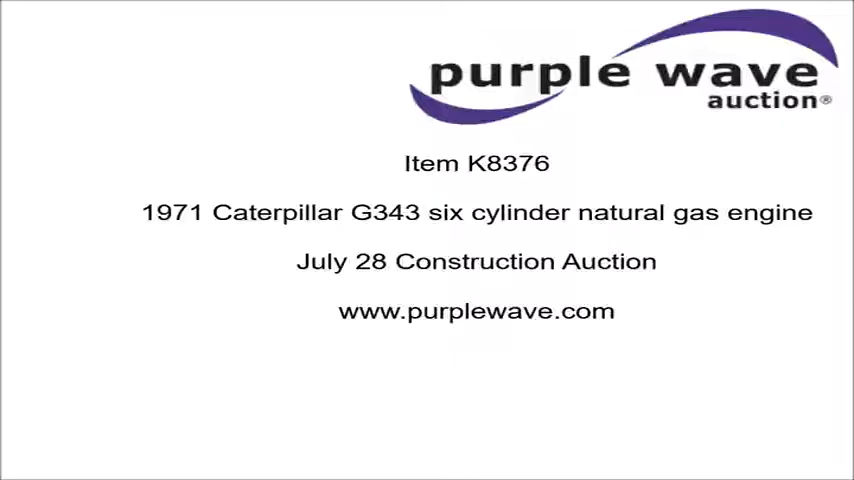 purple wave
auction®
Item K8376
1971 Caterpillar G343 six cylinder natural gas engine
July 28 Construction Auction
www.purplewave.com